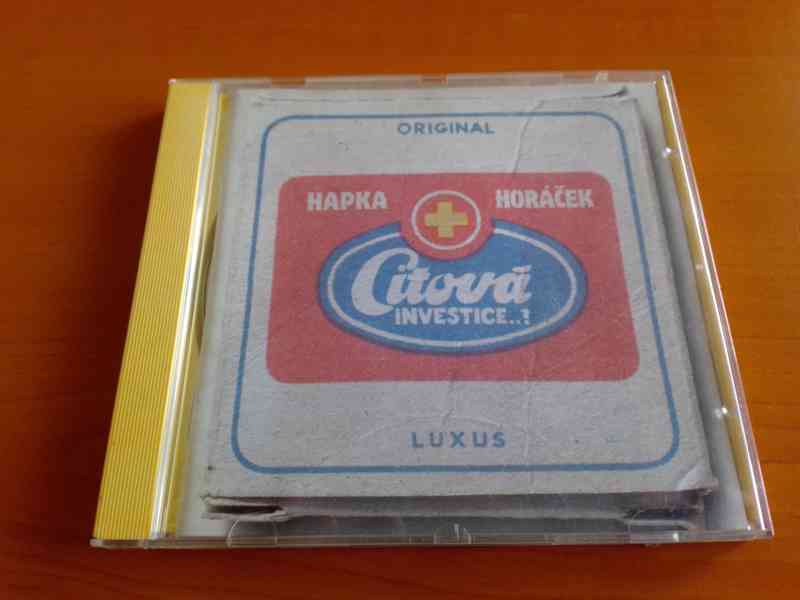 ORIGINAL
HAPKA HORÁČEK
Citová
INVESTICE..?
LUXUS